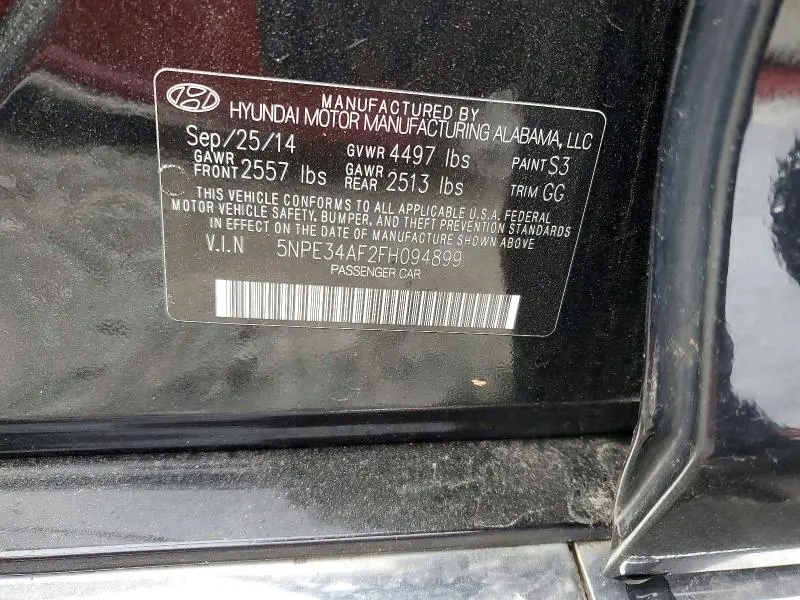 MANUFACTURED BY
HYUNDAI MOTOR MANUFACTURING ALABAMA, LLC
Sep/25/14 GVWR 4497 lbs PAINT S3
GAWR FRONT 2557 lbs GAWR REAR 2513 lbs TRIM GG
THIS VEHICLE CONFORMS TO ALL APPLICABLE U.S.A. FEDERAL
MOTOR VEHICLE SAFETY, BUMPER, AND THEFT PREVENTION STANDARDS
IN EFFECT ON THE DATE OF MANUFACTURE SHOWN ABOVE
V.I.N 5NPE34AF2FH094899
PASSENGER CAR